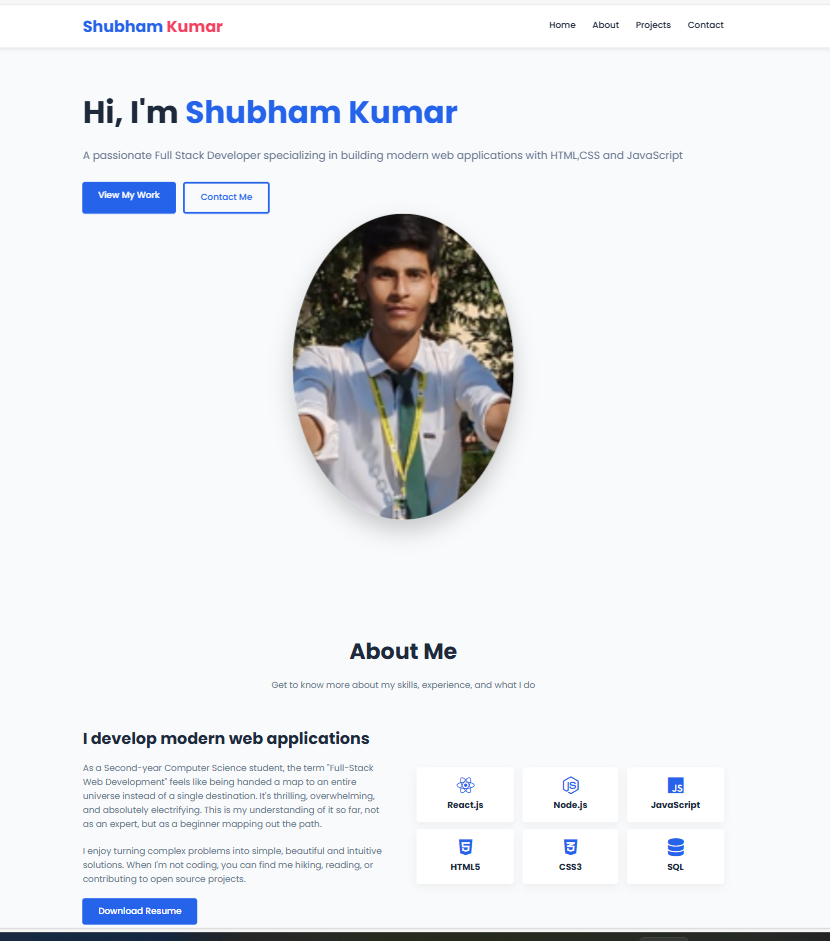 Shubham Kumar
Home About Projects Contact
Hi, I'm Shubham Kumar
A passionate Full Stack Developer specializing in building modern web applications with HTML,CSS and JavaScript
View My Work
Contact Me
About Me
Get to know more about my skills, experience, and what I do
I develop modern web applications
As a Second-year Computer Science student, the term "Full-Stack
Web Development" feels like being handed a map to an entire
universe instead of a single destination. It's thrilling, overwhelming,
and absolutely electrifying. This is my understanding of it so far, not
as an expert, but as a beginner mapping out the path.
I enjoy turning complex problems into simple, beautiful and intuitive
solutions. When I'm not coding, you can find me hiking, reading, or
contributing to open source projects.
Download Resume
React.js
Node.js
JS
JavaScript
HTML5
CSS3
SQL